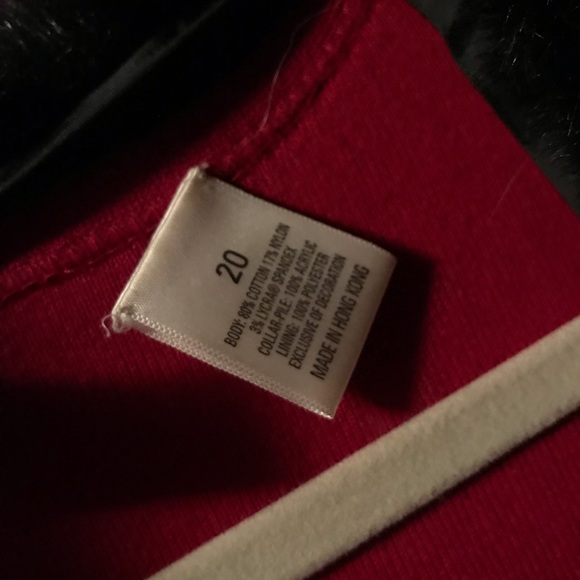 20
BODY: 80% COTTON 17% NYLON
3% LYCRA® SPANDEX
COLLAR-PILE: 100% ACRYLIC
LINING: 100% POLYESTER
EXCLUSIVE OF DECORATION
MADE IN HONG KONG